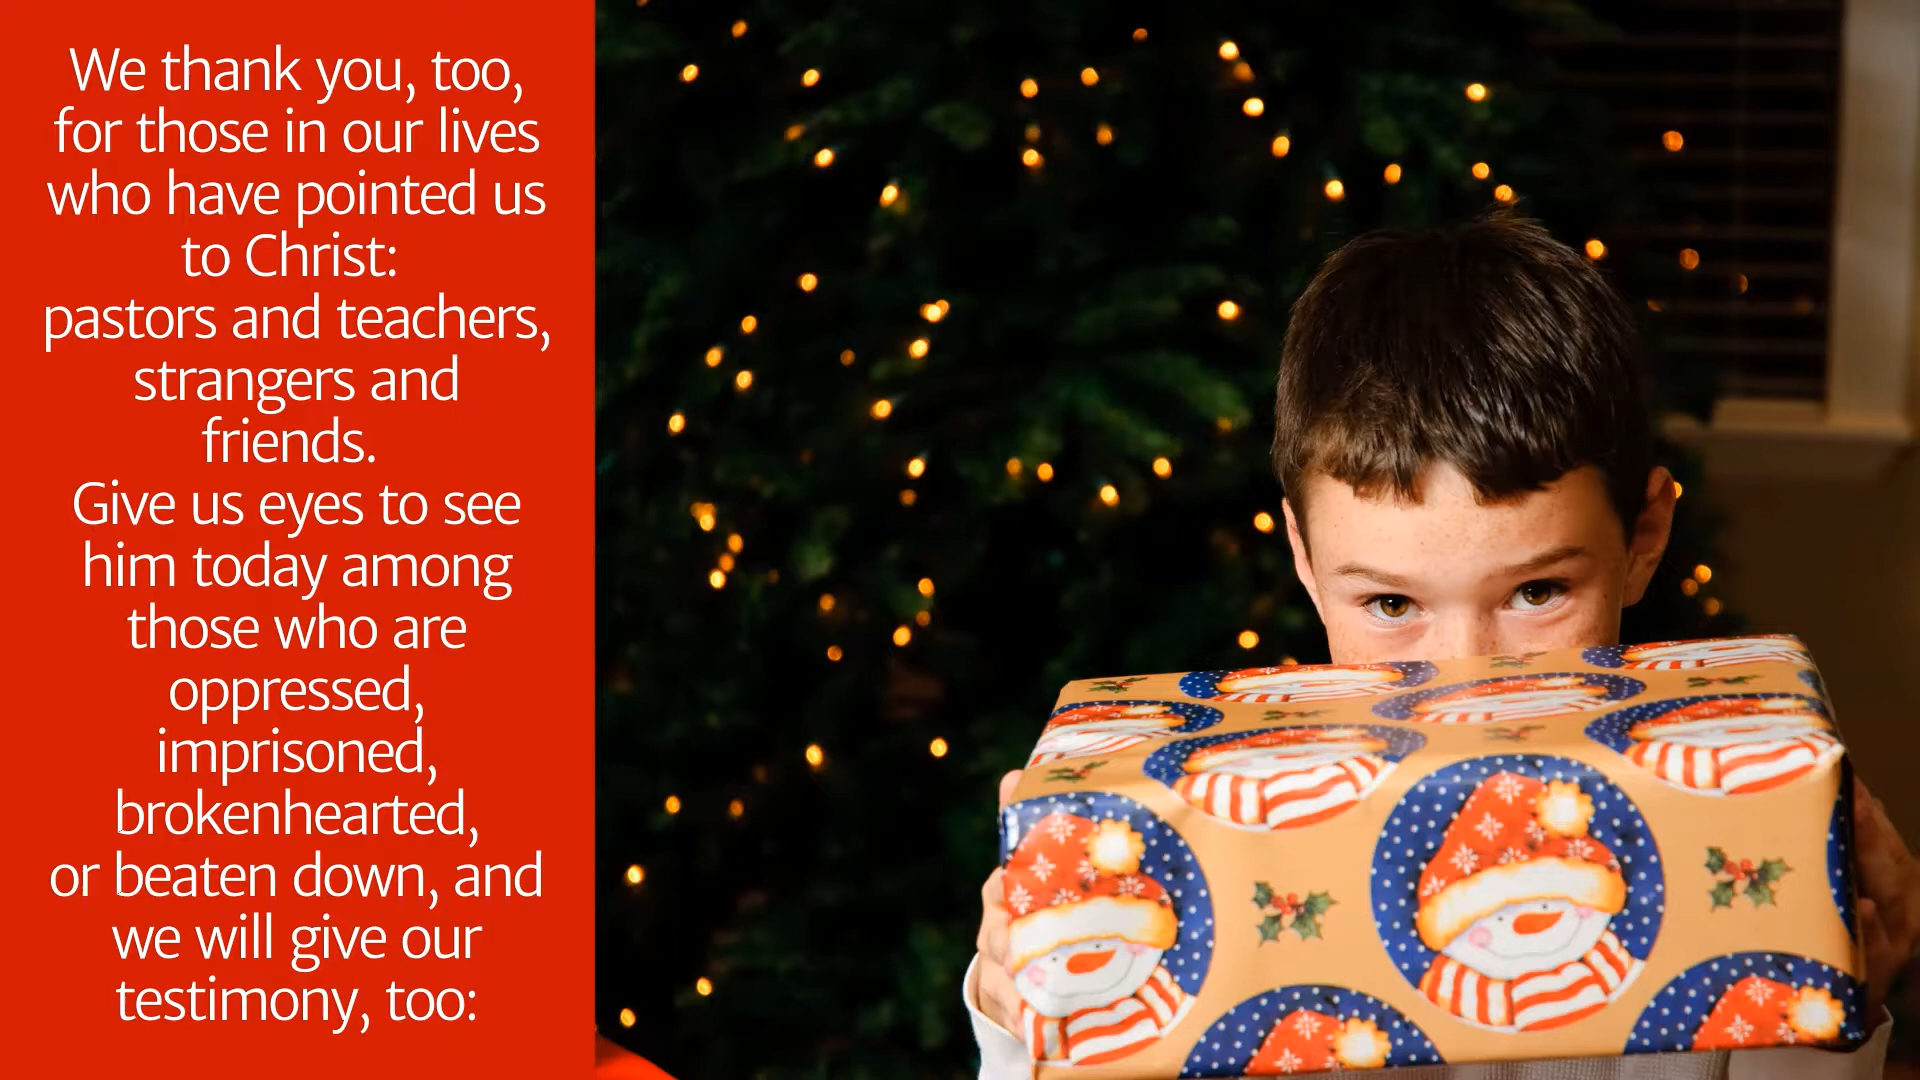 We thank you, too,
for those in our lives
who have pointed us
to Christ:
pastors and teachers,
strangers and
friends.
Give us eyes to see
him today among
those who are
oppressed,
imprisoned,
brokenhearted,
or beaten down, and
we will give our
testimony, too: